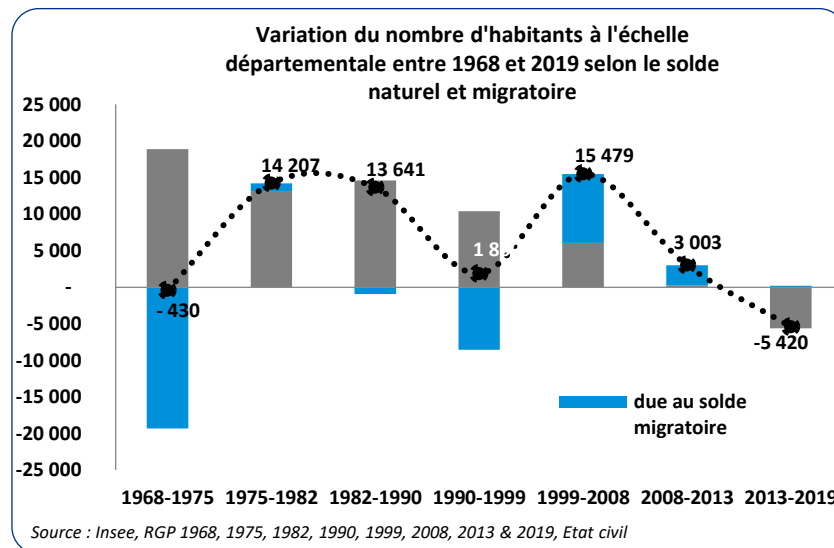 Variation du nombre d'habitants à l'échelle
départementale entre 1968 et 2019 selon le solde
naturel et migratoire
25 000
20 000
15 000
10 000
5 000
-
-5 000
-10 000
-15 000
-20 000
-25 000
- 430
14 207
13 641
1 8
15 479
3 003
-5 420
due au solde
migratoire
1968-1975 1975-1982 1982-1990 1990-1999 1999-2008 2008-2013 2013-2019
Source : Insee, RGP 1968, 1975, 1982, 1990, 1999, 2008, 2013 & 2019, Etat civil